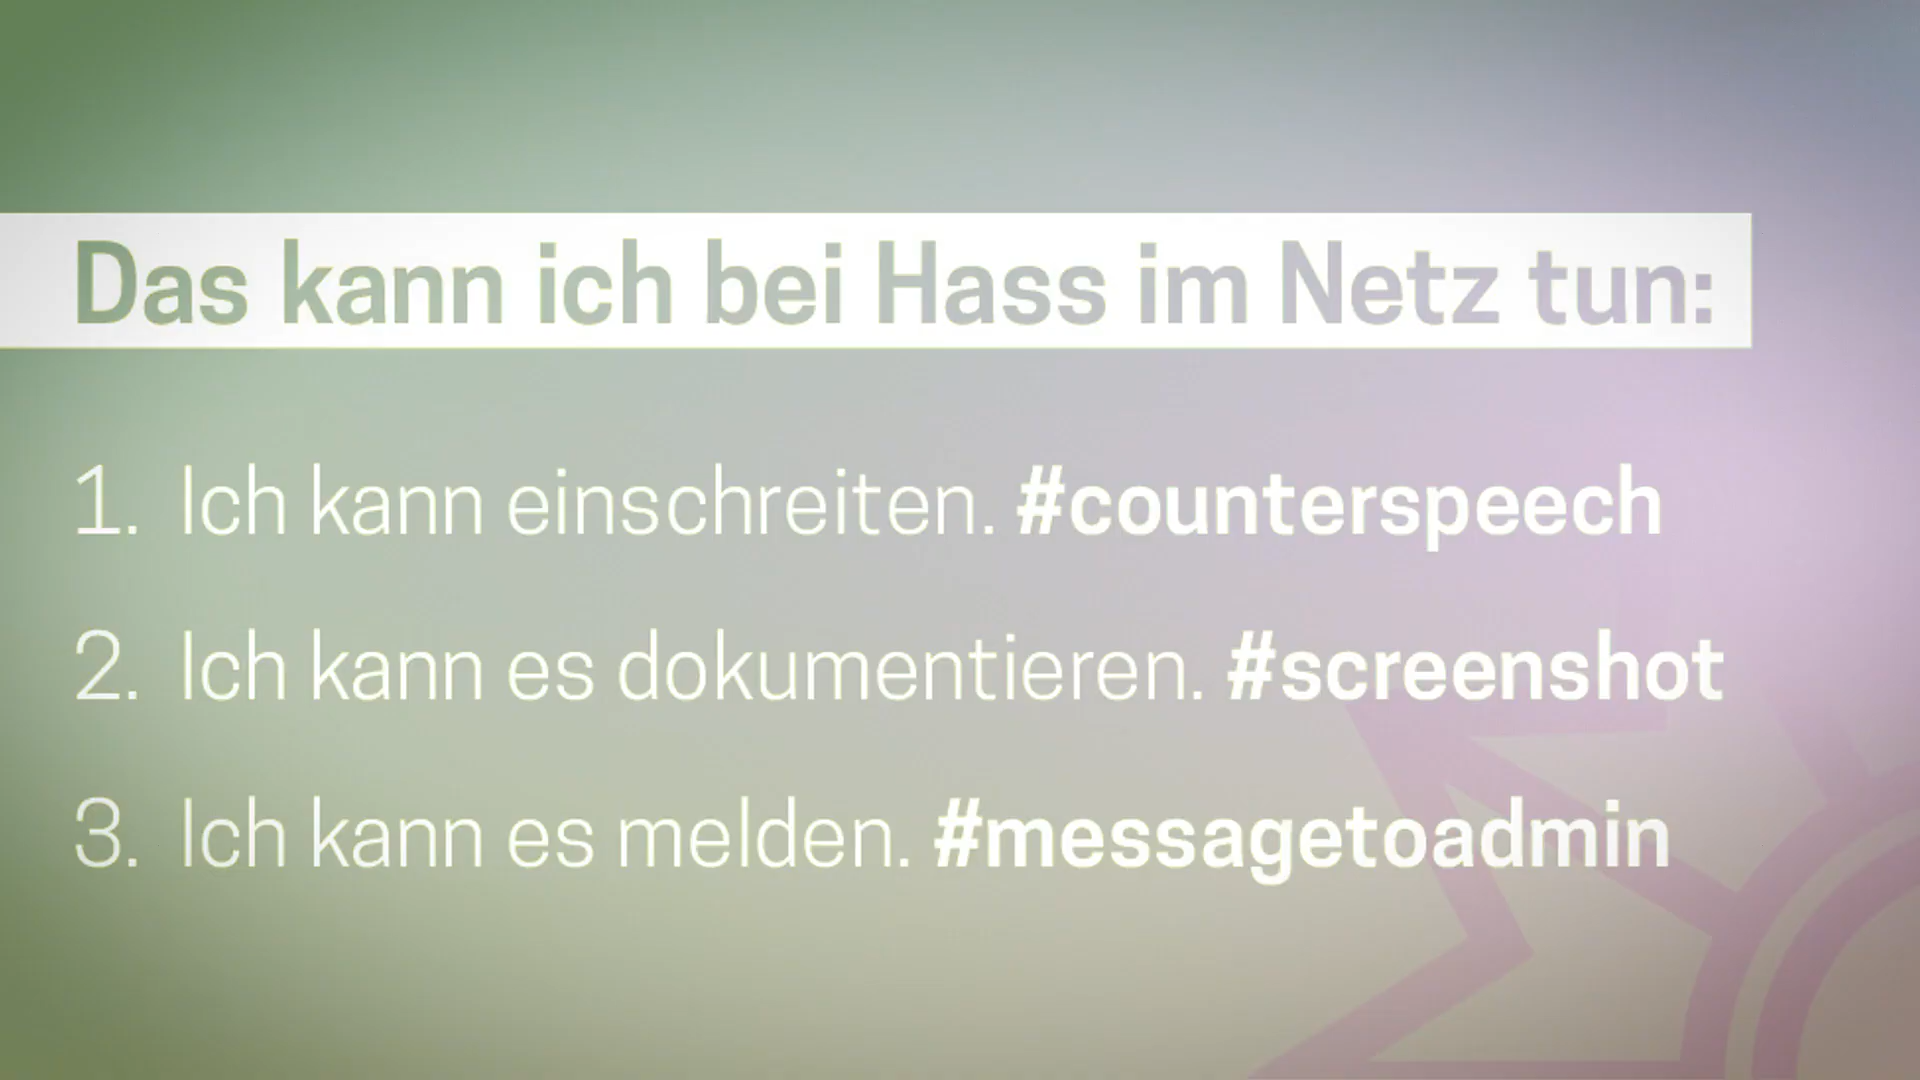 Das kann ich bei Hass im Netz tun:
1. Ich kann einschreiten. #counterspeech
2. Ich kann es dokumentieren. #screenshot
3. Ich kann es melden. #messagetoadmin